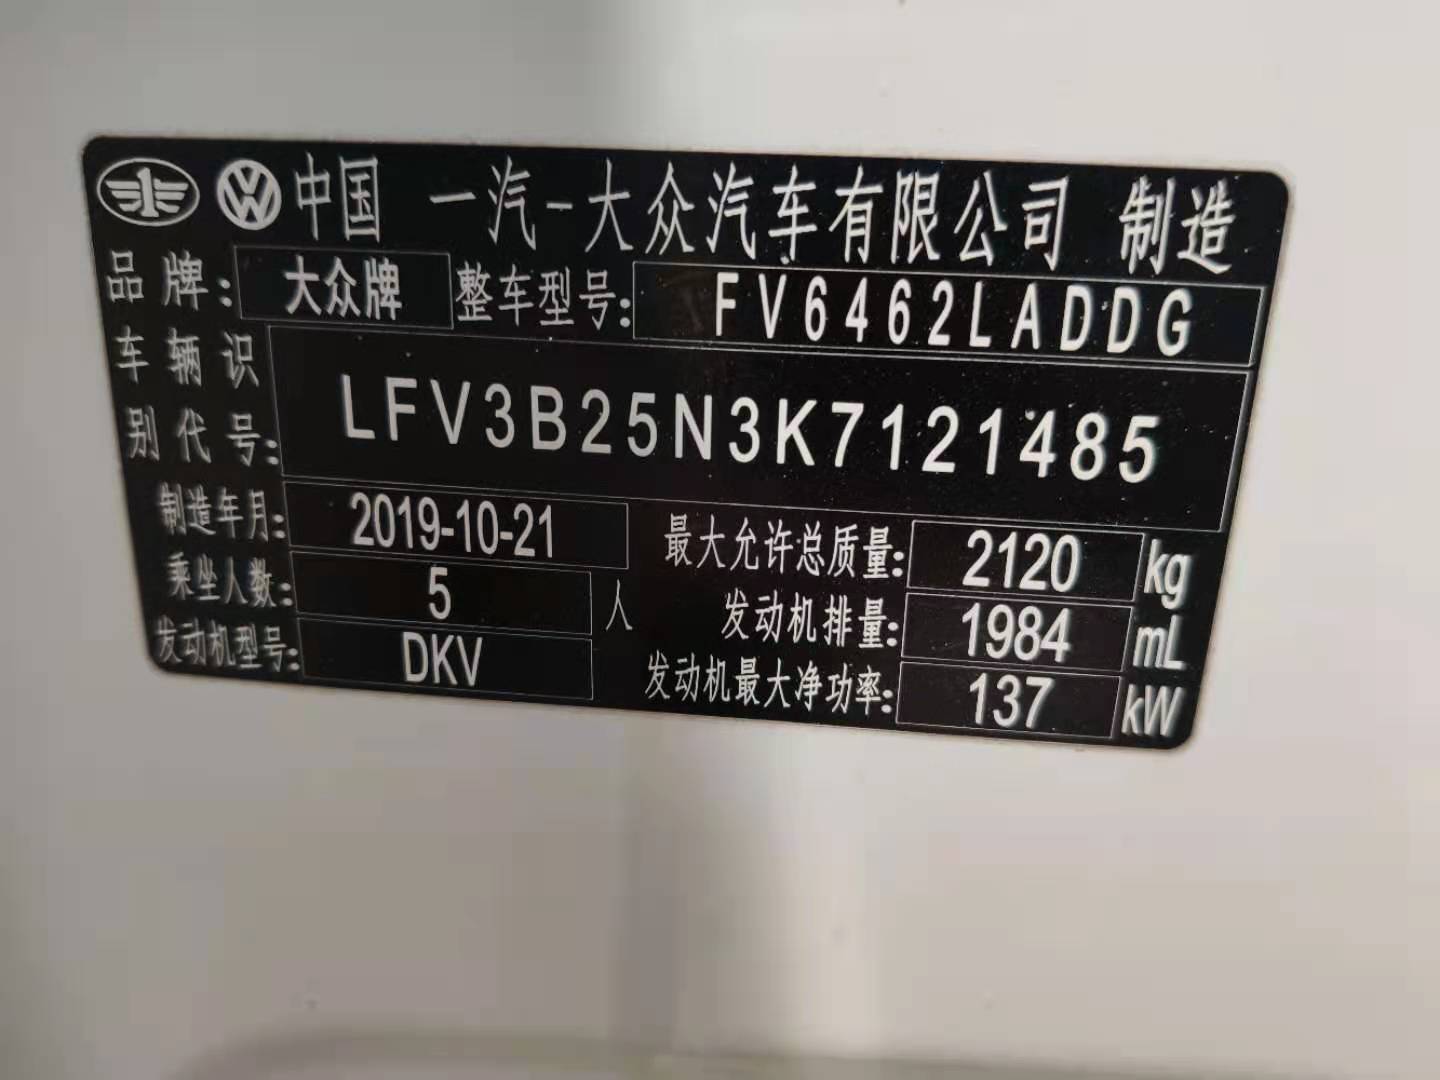 中国 一汽-大众汽车有限公司 制造
品牌: 大众牌 整车型号: FV6462LADDG
车辆识别代号: LFV3B25N3K7121485
制造年月: 2019-10-21 最大允许总质量: 2120 kg
乘坐人数: 5 人 发动机排量: 1984 mL
发动机型号: DKV 发动机最大净功率: 137 kW